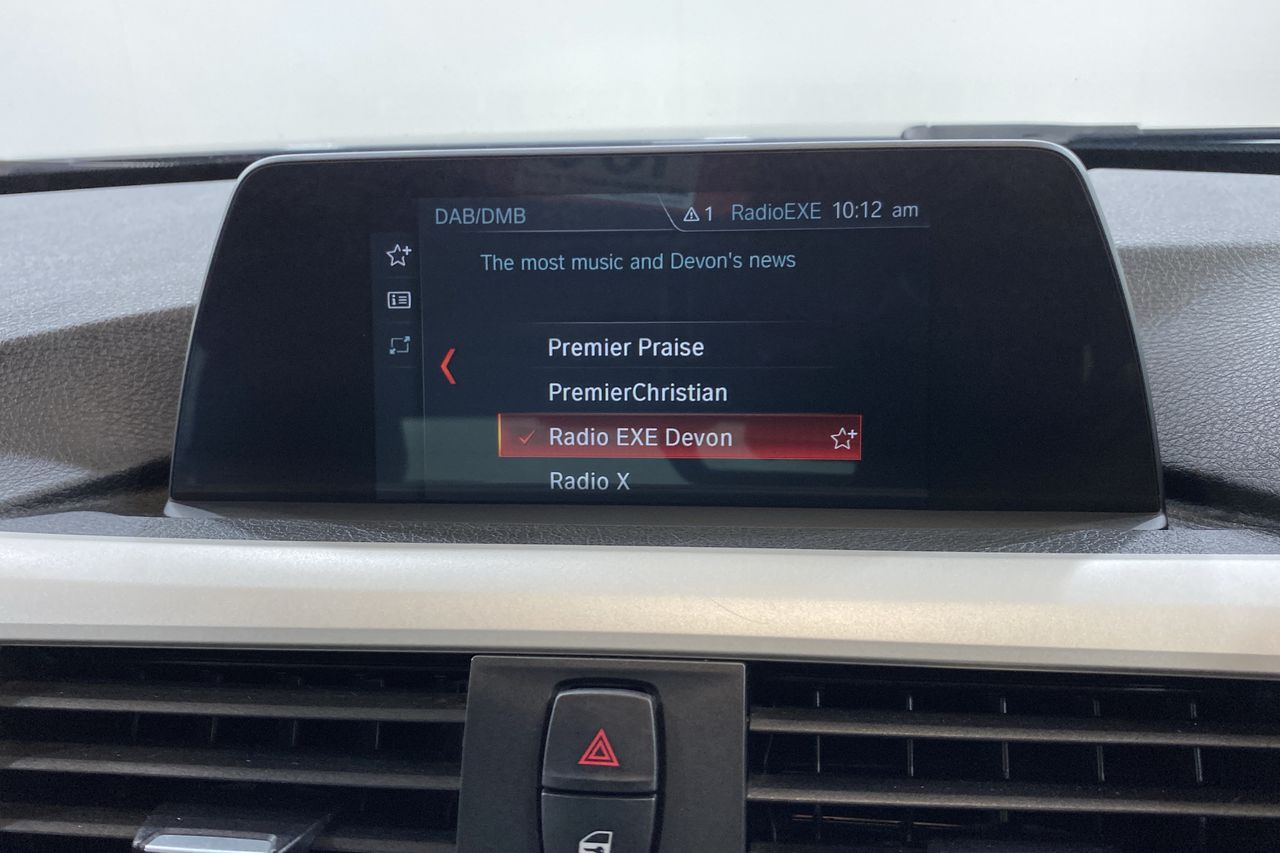 DAB/DMB 1 RadioEXE 10:12 am
The most music and Devon's news
Premier Praise
PremierChristian
Radio EXE Devon
Radio X